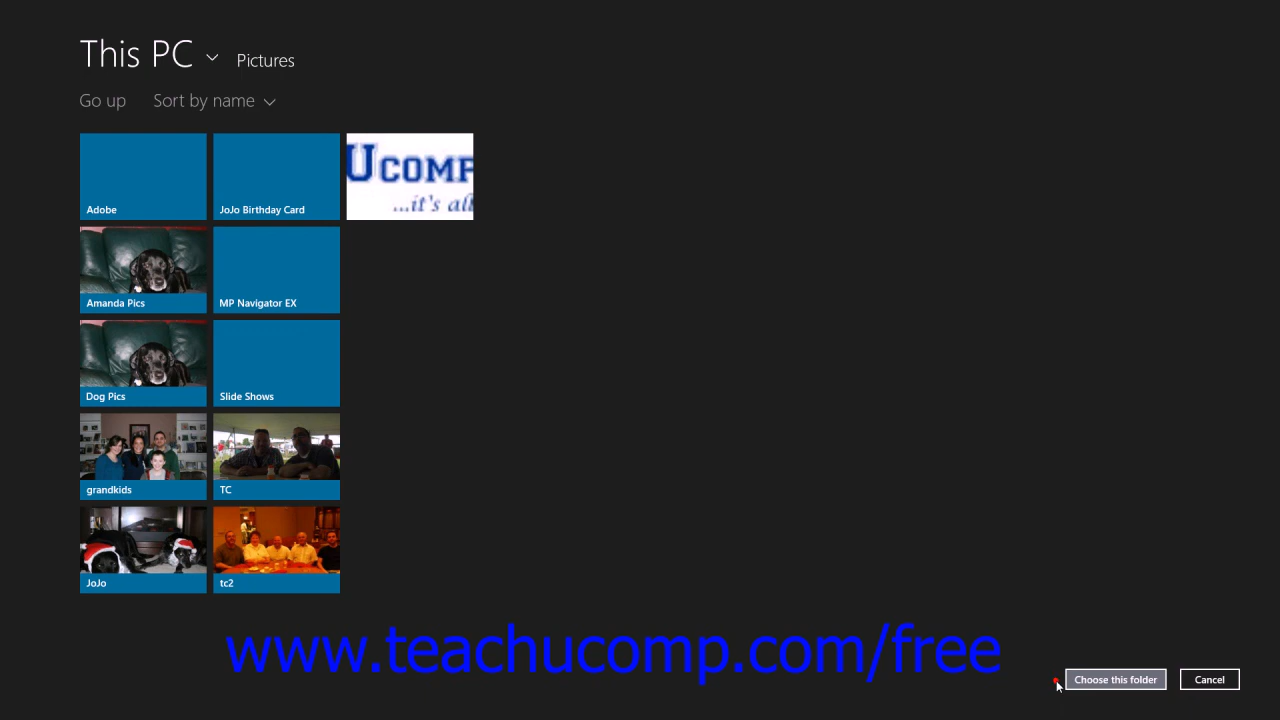 This PC Pictures
Go up Sort by name
Adobe JoJo Birthday Card UCOMP
...it's all
Amanda Pics MP Navigator EX
Dog Pics Slide Shows
grandkids TC
JoJo tc2
www.teachucomp.com/free
Choose this folder Cancel